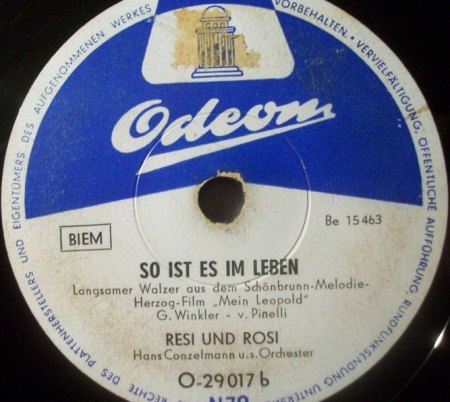 RECHTE DES PLATTENHERSTELLERS UND EIGENTÜMERS DES AUFGENOMMENEN WERKES VORBEHALTEN. • VERVIELFÄLTIGUNG, ÖFFENTLICHE AUFFÜHRUNG RUNDFUNKSENDUNG UNTERSAGT
Odeon
Be 15463
BIEM
SO IST ES IM LEBEN
Langsamer Walzer aus dem Schönbrunn-Melodie-
Herzog-Film „Mein Leopold"
G. Winkler - v. Pinelli
RESI UND ROSI
Hans Conzelmann u.s. Orchester
O-29017 b
N78